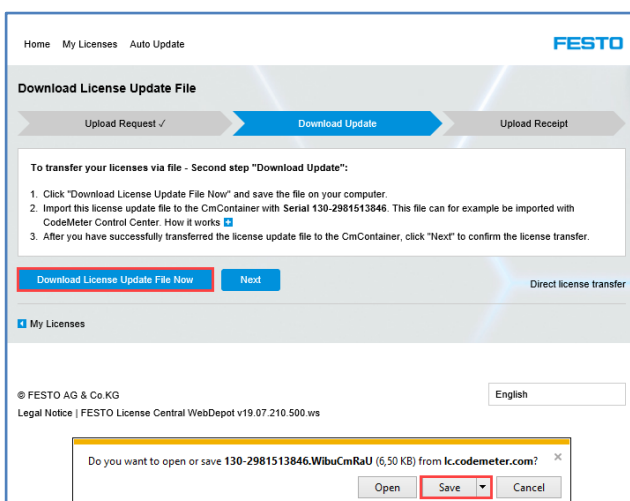 Home My Licenses Auto Update FESTO
Download License Update File
Upload Request ✓ Download Update Upload Receipt
To transfer your licenses via file - Second step "Download Update":
1. Click "Download License Update File Now" and save the file on your computer.
2. Import this license update file to the CmContainer with Serial 130-2981513846. This file can for example be imported with
CodeMeter Control Center. How it works +
3. After you have successfully transferred the license update file to the CmContainer, click "Next" to confirm the license transfer.
Download License Update File Now Next
Direct license transfer
My Licenses
© FESTO AG & Co.KG English
Legal Notice | FESTO License Central WebDepot v19.07.210.500.ws
Do you want to open or save 130-2981513846.WibuCmRaU (6,50 KB) from lc.codemeter.com? ×
Open Save Cancel